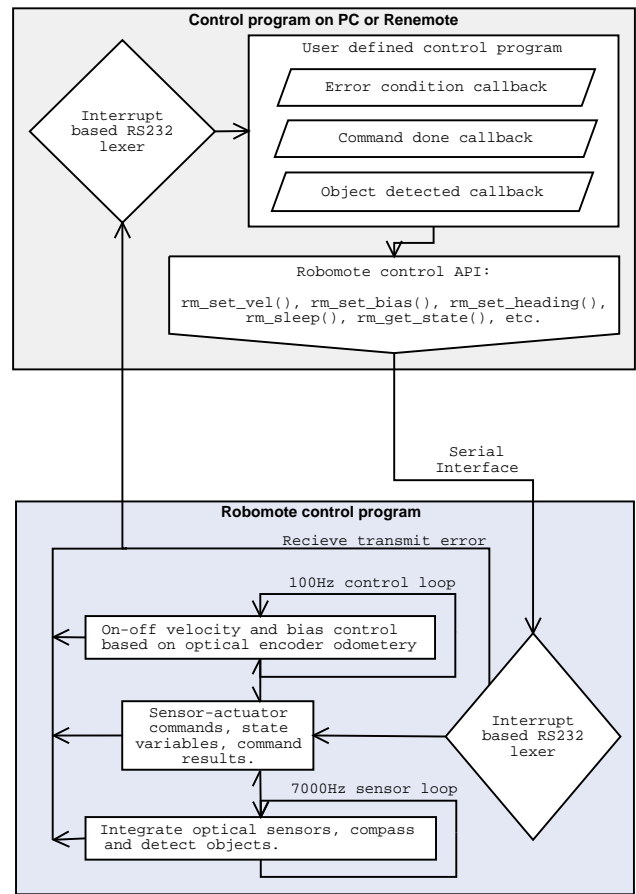 Control program on PC or Renemote
User defined control program
Error condition callback
Interrupt
based RS232
lexer
Command done callback
Object detected callback
Robomote control API:
rm_set_vel(), rm_set_bias(), rm_set_heading(),
rm_sleep(), rm_get_state(), etc.
Serial
Interface
Robomote control program
Recieve transmit error
100Hz control loop
On-off velocity and bias control
based on optical encoder odometery
Sensor-actuator
commands, state
variables, command
results.
Interrupt
based RS232
lexer
7000Hz sensor loop
Integrate optical sensors, compass
and detect objects.